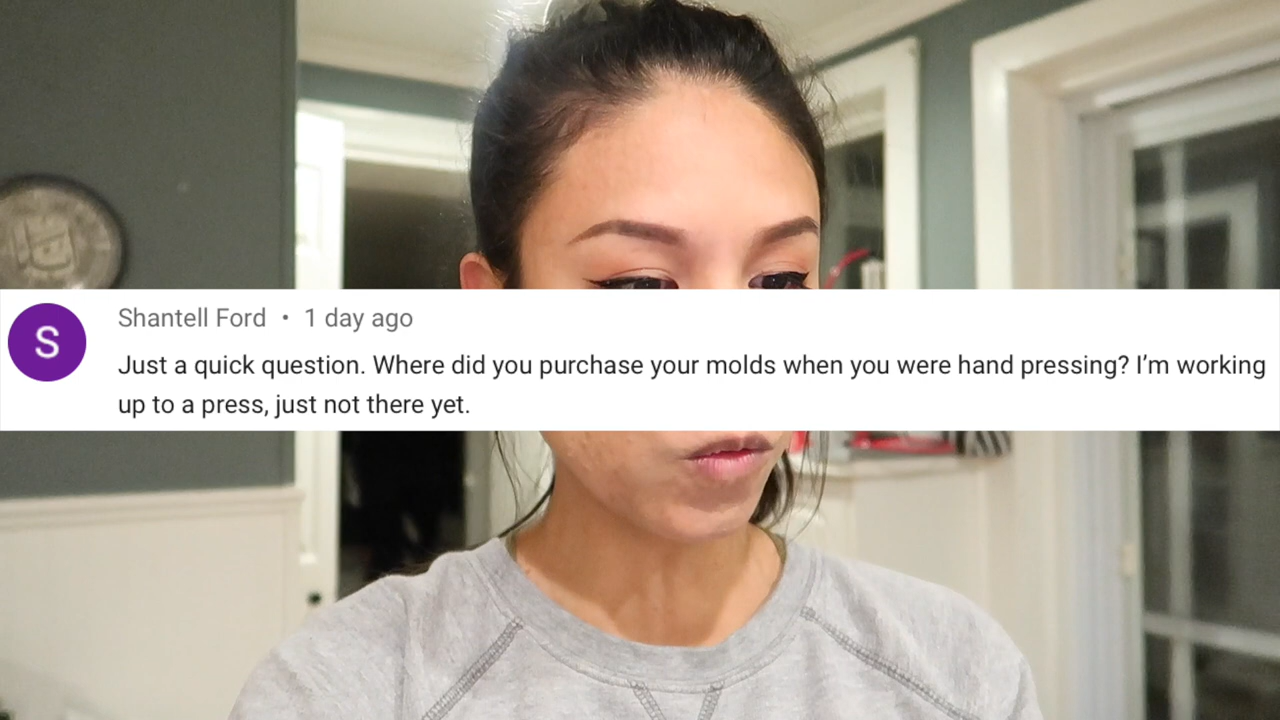 S
Shantell Ford • 1 day ago
Just a quick question. Where did you purchase your molds when you were hand pressing? I’m working
up to a press, just not there yet.